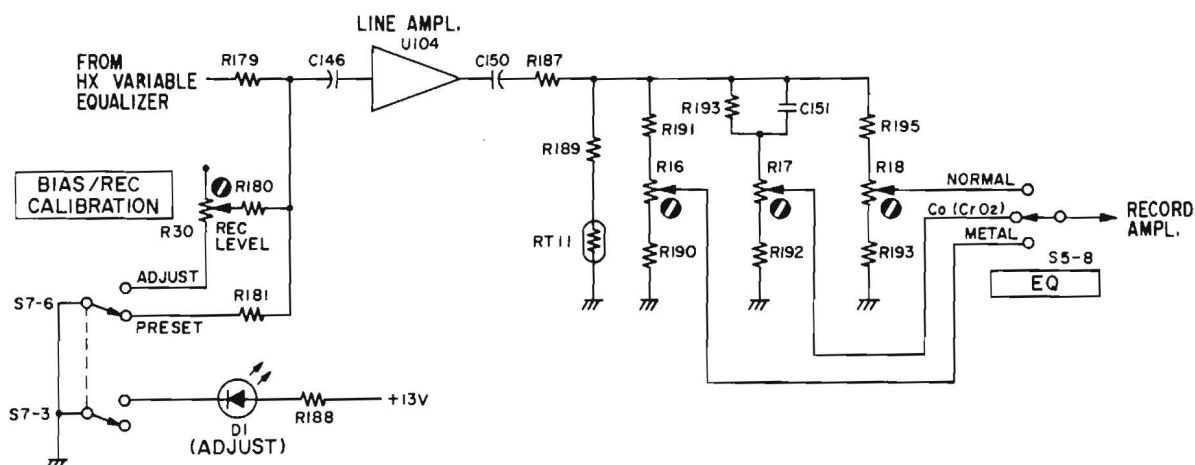 LINE AMPL.
U104
FROM
HX VARIABLE
EQUALIZER
R179
C146
C150
R187
R193
C151
R191
R195
R189
R16
R17
R18
NORMAL
BIAS/REC
CALIBRATION
R180
REC
LEVEL
R30
Co (CrO2)
RECORD
AMPL.
RT11
R190
R192
R193
METAL
S5-8
EQ
ADJUST
S7-6
R181
PRESET
S7-3
D1
(ADJUST)
R188
+13V